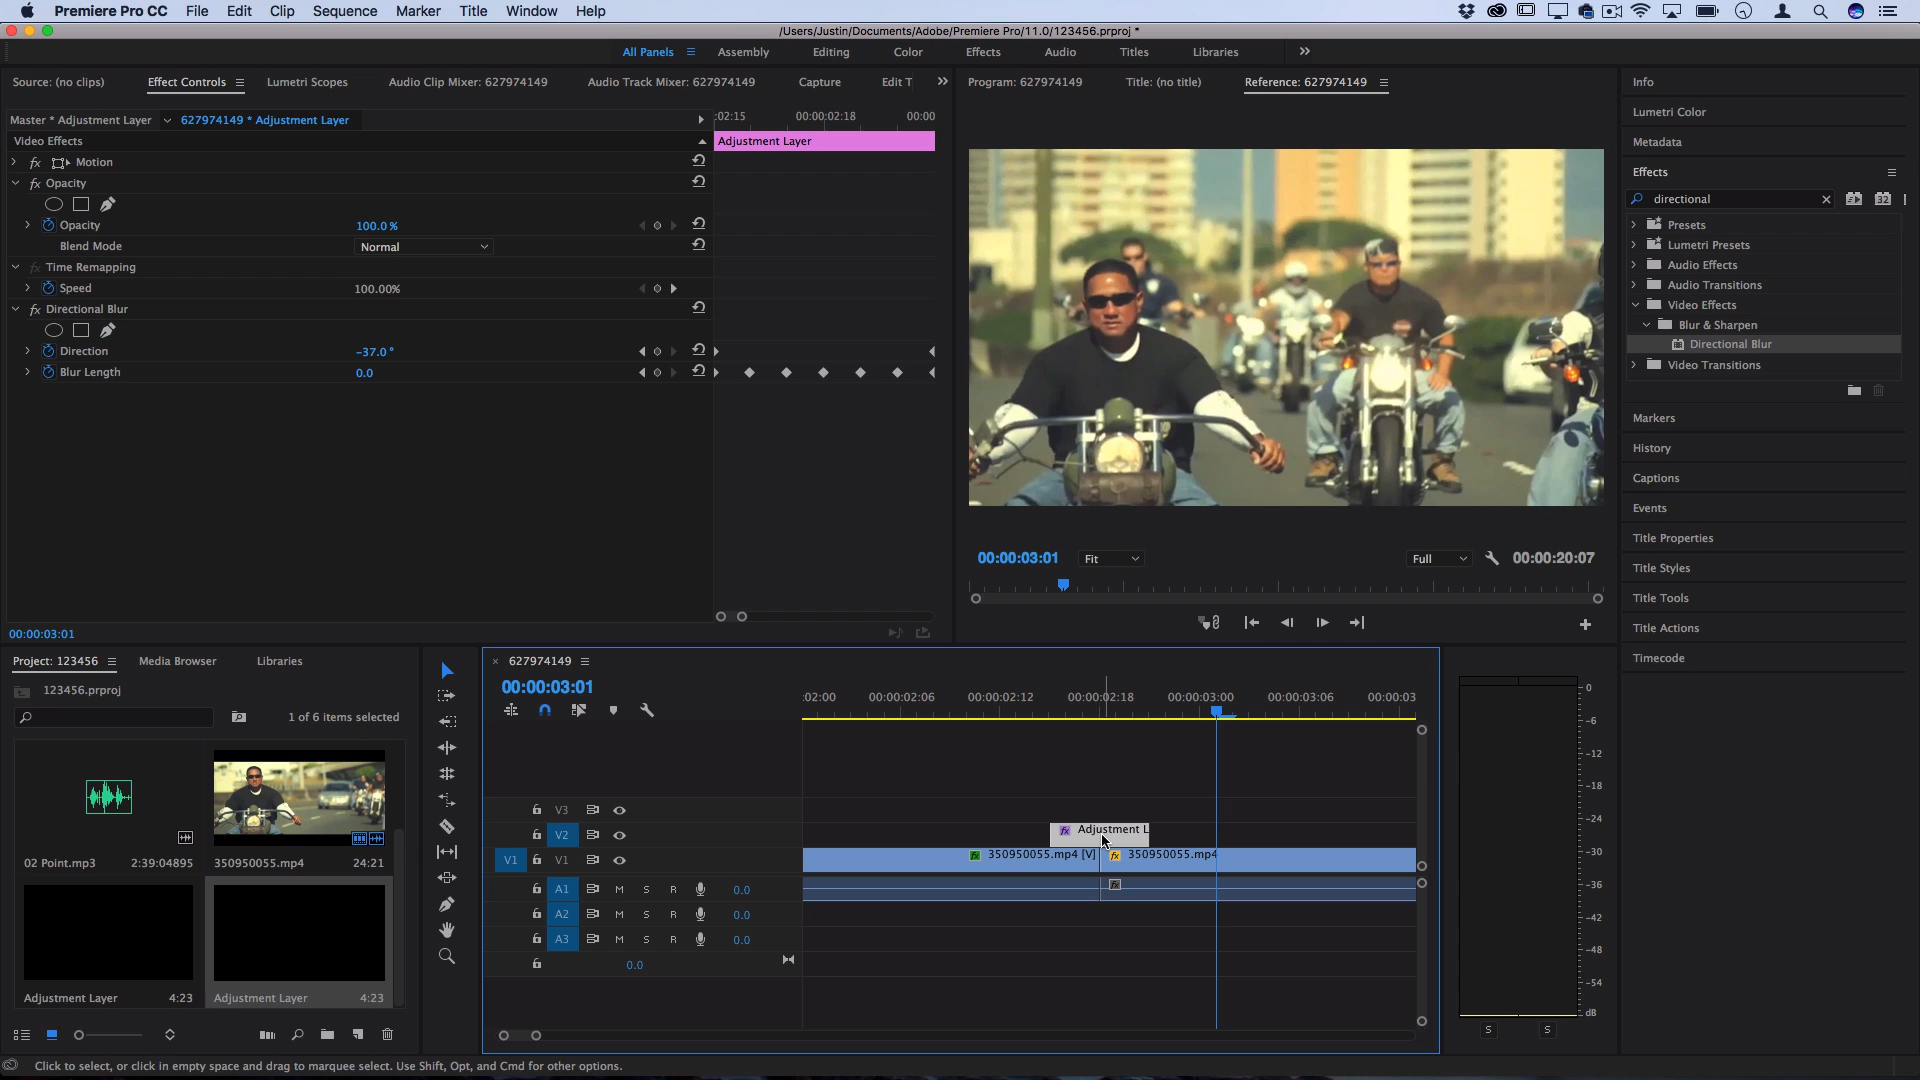 Premiere Pro CC File Edit Clip Sequence Marker Title Window Help
/Users/Justin/Documents/Adobe/Premiere Pro/11.0/123456.prproj *
All Panels Assembly Editing Color Effects Audio Titles Libraries
Source: (no clips) Effect Controls Lumetri Scopes Audio Clip Mixer: 627974149 Audio Track Mixer: 627974149 Capture Edit T
Program: 627974149 Title: (no title) Reference: 627974149
Master * Adjustment Layer 627974149 * Adjustment Layer
:02:15 00:00:02:18 00:00
Video Effects
Adjustment Layer
fx Motion
fx Opacity
Opacity 100.0 %
Blend Mode Normal
fx Time Remapping
Speed 100.00%
fx Directional Blur
Direction -37.0 °
Blur Length 0.0
00:00:03:01
00:00:03:01 Fit Full 00:00:20:07
Info
Lumetri Color
Metadata
Effects
directional 32
Presets
Lumetri Presets
Audio Effects
Audio Transitions
Video Effects
Blur & Sharpen
Directional Blur
Video Transitions
Markers
History
Captions
Events
Title Properties
Title Styles
Title Tools
Title Actions
Timecode
Project: 123456 Media Browser Libraries
123456.prproj
1 of 6 items selected
02 Point.mp3 2:39:04895
350950055.mp4 24:21
Adjustment Layer 4:23
Adjustment Layer 4:23
627974149
00:00:03:01
:02:00 00:00:02:06 00:00:02:12 00:00:02:18 00:00:03:00 00:00:03:06 00:00:03
V3
V2 fx Adjustment L
V1 V1 fx 350950055.mp4 [V] fx 350950055.mp4
A1 M S R 0.0 fx
A2 M S R 0.0
A3 M S R 0.0
0.0
0
-6
-12
-18
-24
-30
-36
-42
-48
-54
dB
S S
Click to select, or click in empty space and drag to marquee select. Use Shift, Opt, and Cmd for other options.